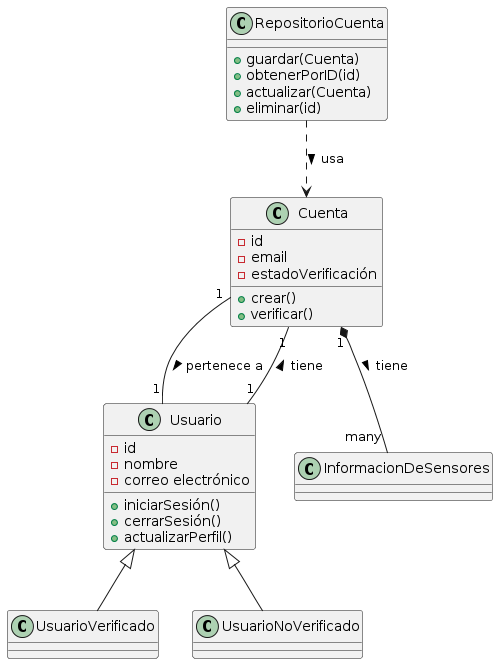 C RepositorioCuenta
guardar(Cuenta)
obtenerPorID(id)
actualizar(Cuenta)
eliminar(id)
usa
C Cuenta
id
email
estadoVerificación
crear()
verificar()
1
1
1
pertenece a
tiene
tiene
1
1
many
C Usuario
id
nombre
correo electrónico
iniciarSesión()
cerrarSesión()
actualizarPerfil()
C InformacionDeSensores
C UsuarioVerificado
C UsuarioNoVerificado